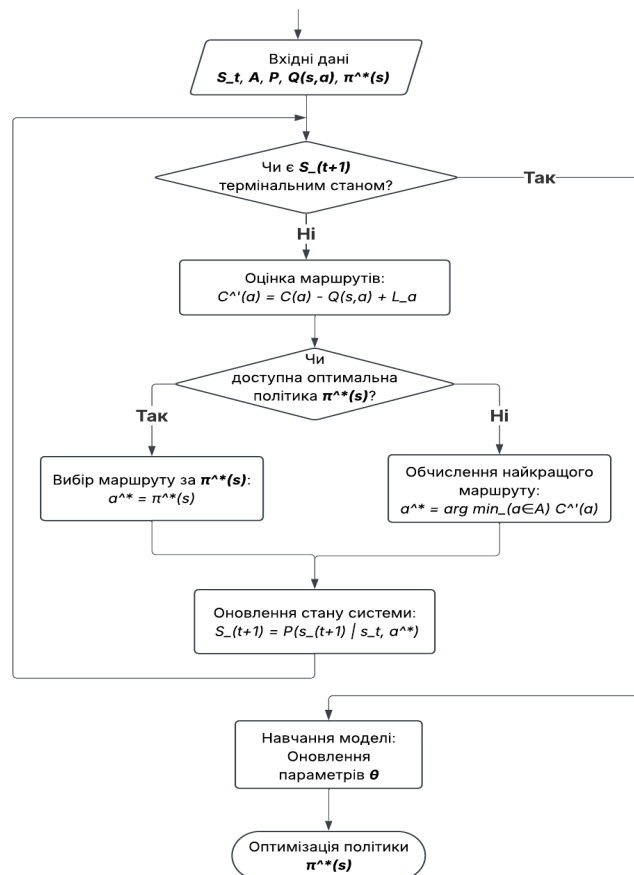 Вхідні дані
S_t, A, P, Q(s,a), π^*(s)
Чи є S_(t+1)
термінальним станом?
Так
Ні
Оцінка маршрутів:
C^'(a) = C(a) - Q(s,a) + L_a
Чи
доступна оптимальна
політика π^*(s)?
Так
Ні
Вибір маршруту за π^*(s):
a^* = π^*(s)
Обчислення найкращого
маршруту:
a^* = arg min_(a∈A) C^'(a)
Оновлення стану системи:
S_(t+1) = P(s_(t+1) | s_t, a^*)
Навчання моделі:
Оновлення
параметрів θ
Оптимізація політики
π^*(s)